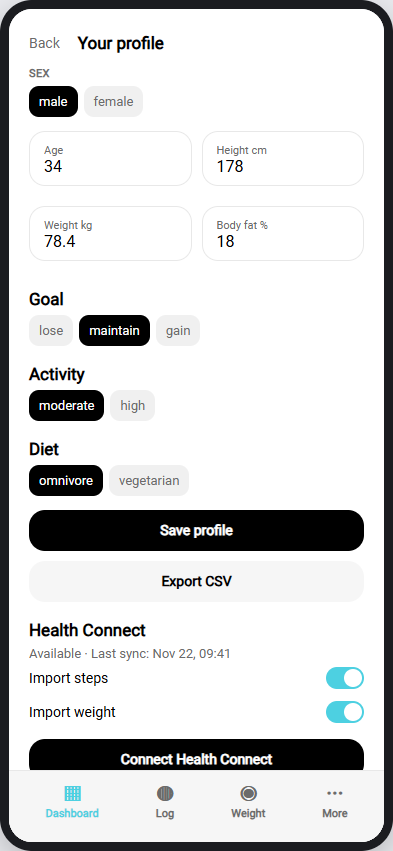 Back Your profile
SEX
male female
Age Height cm
34 178
Weight kg Body fat %
78.4 18
Goal
lose maintain gain
Activity
moderate high
Diet
omnivore vegetarian
Save profile
Export CSV
Health Connect
Available · Last sync: Nov 22, 09:41
Import steps
Import weight
Connect Health Connect
Dashboard Log Weight More